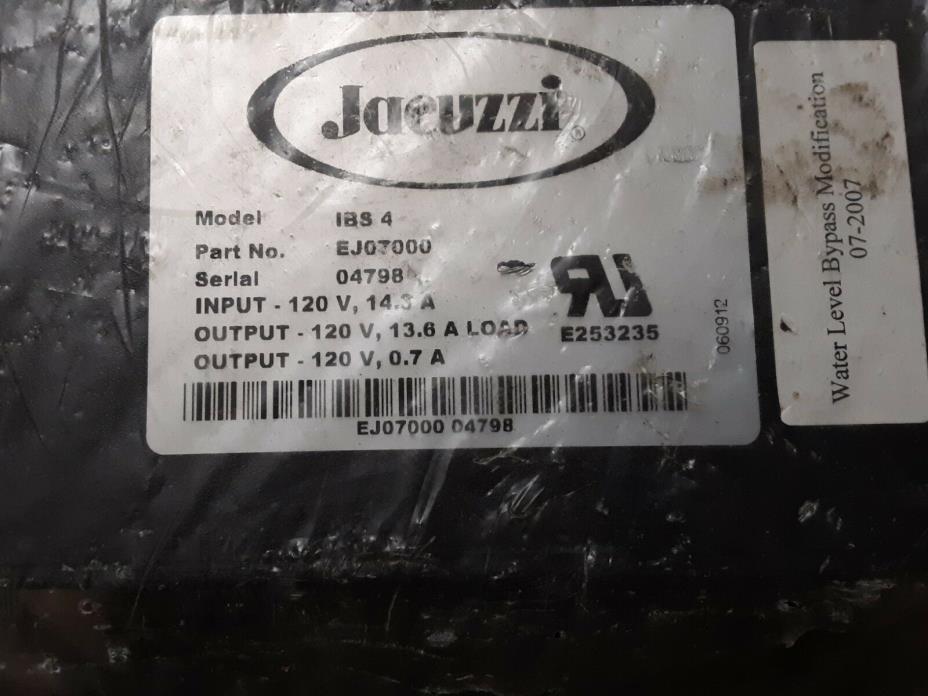 Jacuzzi®
Model IBS 4
Part No. EJ07000
Serial 04798
INPUT - 120 V, 14.3 A
OUTPUT - 120 V, 13.6 A LOAD
OUTPUT - 120 V, 0.7 A
RU
E253235
060912
EJ07000 04798
Water Level Bypass Modification
07-2007